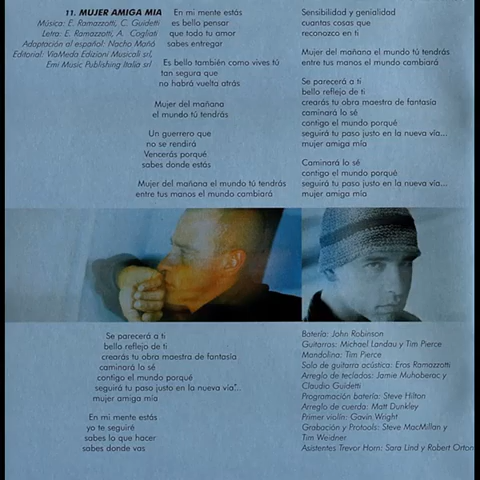 11. MUJER AMIGA MIA
Música: E. Ramazzotti, C. Guidetti
Letra: E. Ramazzotti, A. Cogliati
Adaptación al español: Nacho Mañó
Editorial: ViaMeda Edizioni Musicali srl,
Emi Music Publishing Italia srl
En mi mente estás
es bello pensar
que todo tu amor
sabes entregar
Es bello también como vives tú
tan segura que
no habrá vuelta atrás
Mujer del mañana
el mundo tú tendrás
Un guerrero que
no se rendirá
Vencerás porqué
sabes donde estás
Mujer del mañana el mundo tú tendrás
entre tus manos el mundo cambiará
Se parecerá a ti
bello reflejo de ti
crearás tu obra maestra de fantasía
caminará lo sé
contigo el mundo porqué
seguirá tu paso justo en la nueva vía...
mujer amiga mía
En mi mente estás
yo te seguiré
sabes lo que hacer
sabes donde vas
Sensibilidad y genialidad
cuantas cosas que
reconozco en ti
Mujer del mañana el mundo tú tendrás
entre tus manos el mundo cambiará
Se parecerá a ti
bello reflejo de ti
crearás tu obra maestra de fantasía
caminará lo sé
contigo el mundo porqué
seguirá tu paso justo en la nueva vía...
mujer amiga mía
Caminará lo sé
contigo el mundo porqué
seguirá tu paso justo en la nueva vía...
mujer amiga mía
Batería: John Robinson
Guitarras: Michael Landau y Tim Pierce
Mandolina: Tim Pierce
Solo de guitarra acústica: Eros Ramazzotti
Arreglo de teclados: Jamie Muhoberac y
Claudio Guidetti
Programación batería: Steve Hilton
Arreglo de cuerda: Matt Dunkley
Primer violín: Gavin Wright
Grabación y Protools: Steve MacMillan y
Tim Weidner
Asistentes Trevor Horn: Sara Lind y Robert Orton